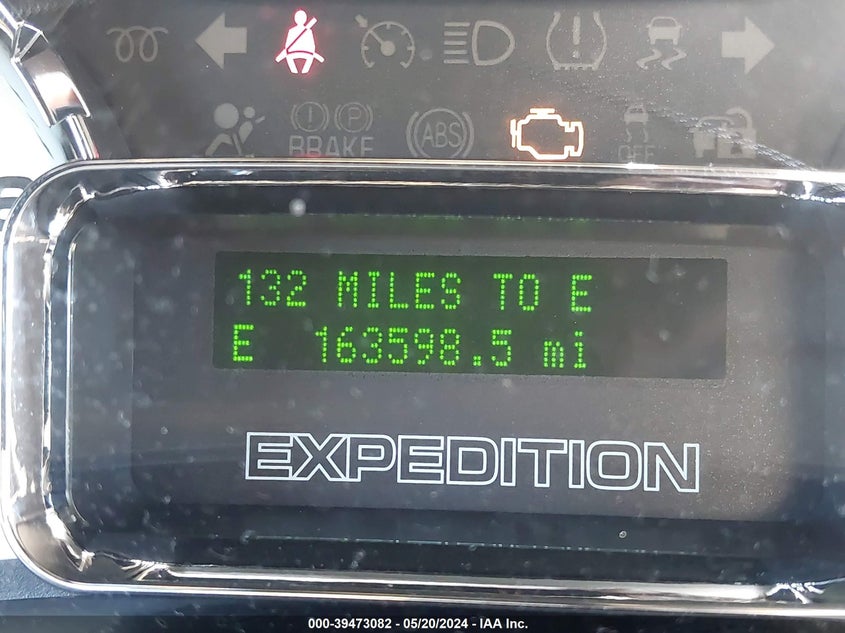 (!) (P)
BRAKE
ABS
OFF
132 MILES TO E
E 163598.5 mi
EXPEDITION
000-39473082 - 05/20/2024 - IAA Inc.